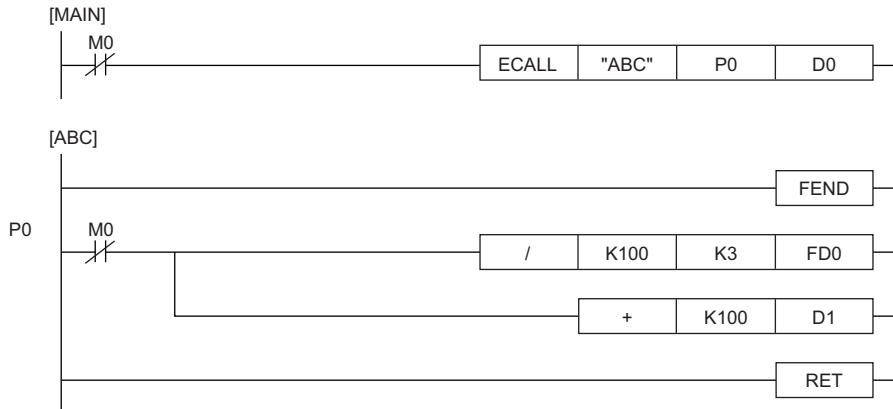 [MAIN]
M0
ECALL "ABC" P0 D0
[ABC]
FEND
P0 M0
/ K100 K3 FD0
+ K100 D1
RET